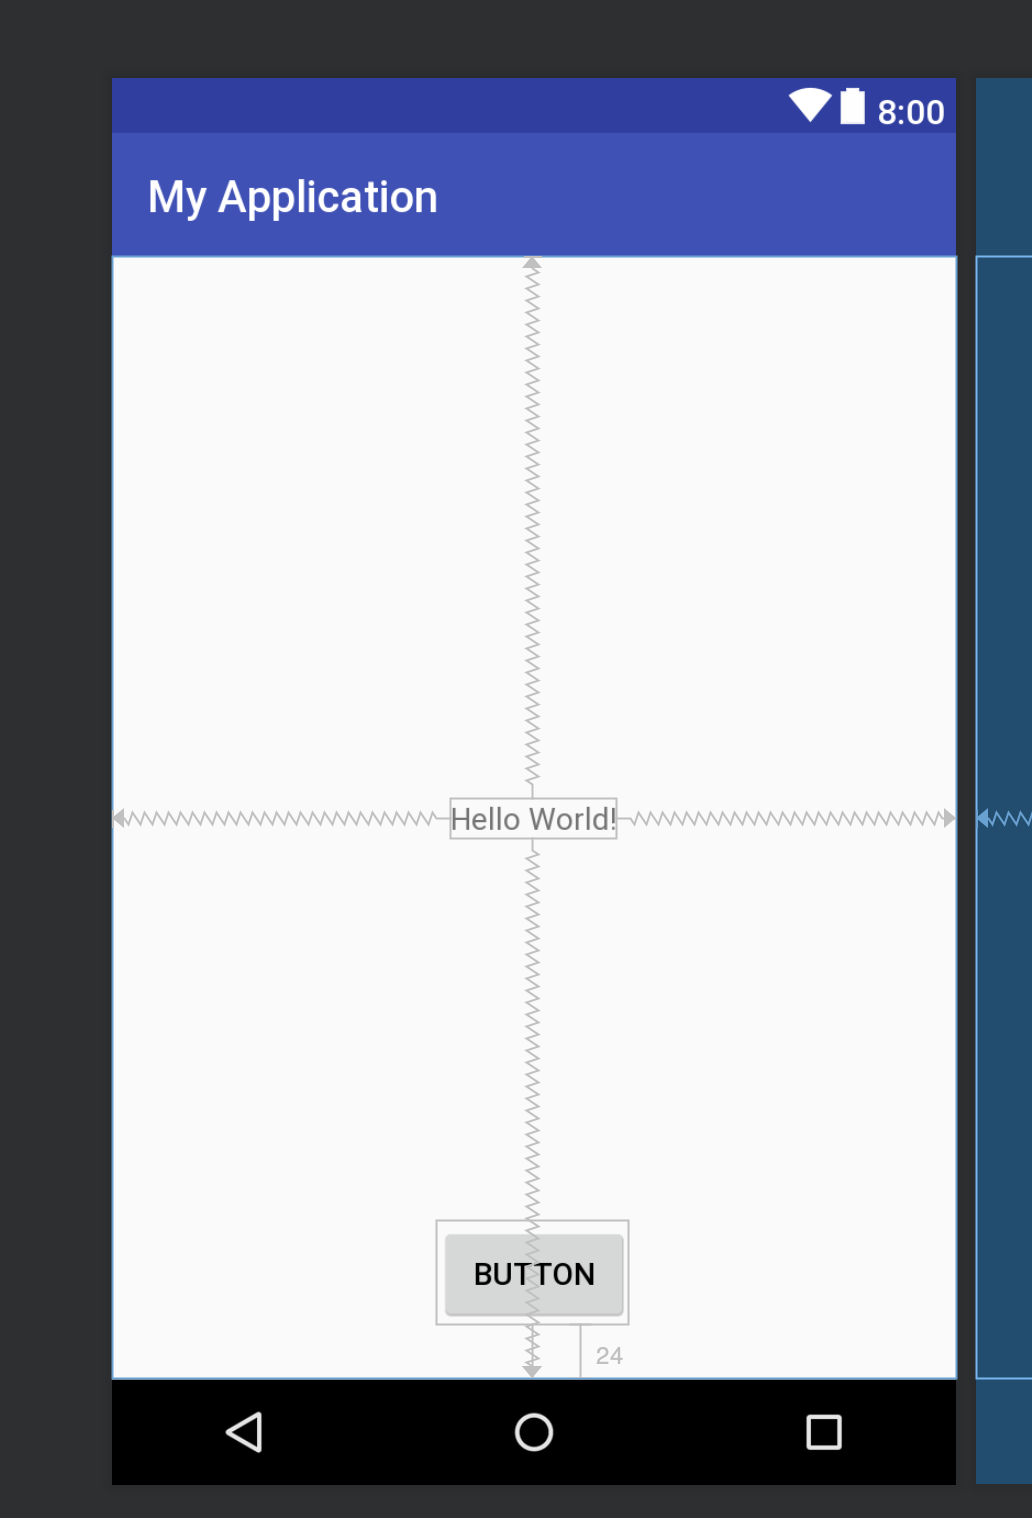 8:00
My Application
Hello World!
BUTTON
24